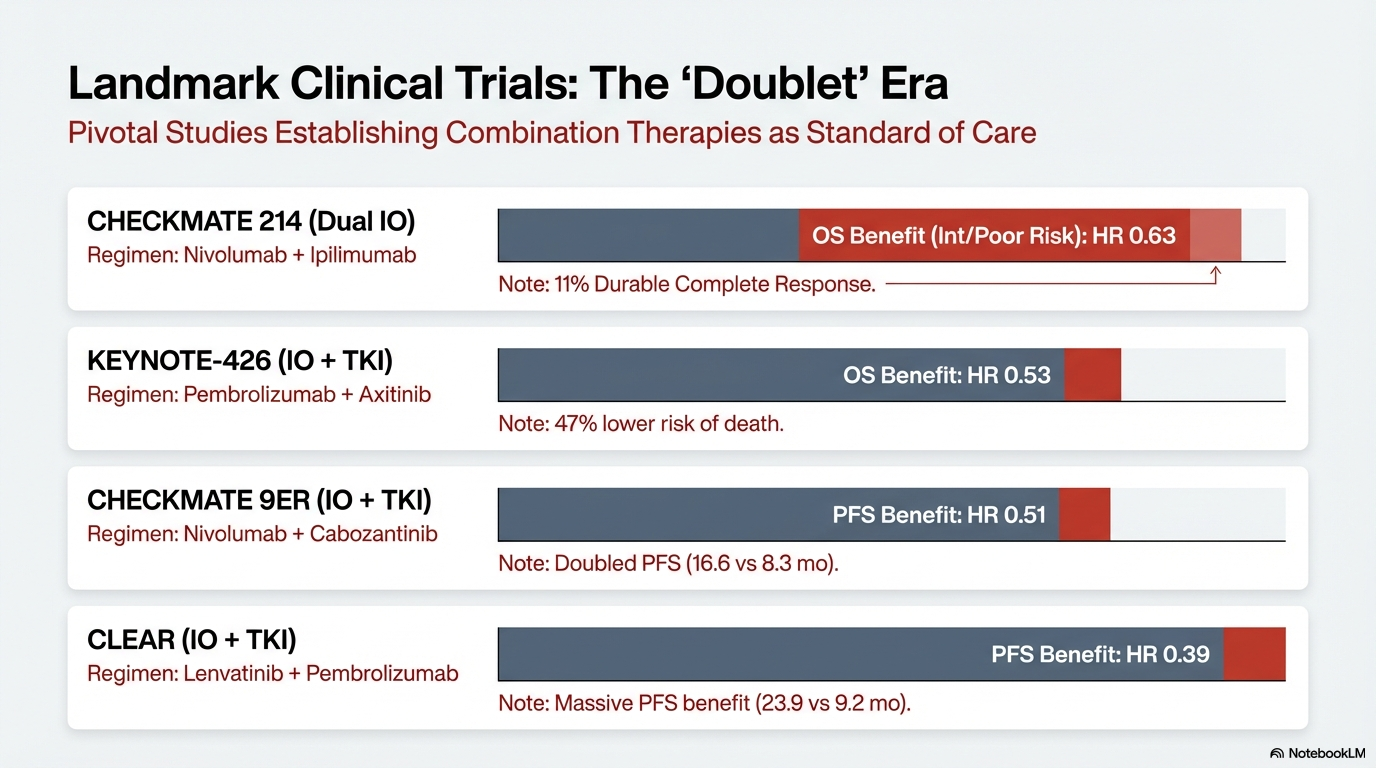 Landmark Clinical Trials: The ‘Doublet’ Era
Pivotal Studies Establishing Combination Therapies as Standard of Care
CHECKMATE 214 (Dual IO)
Regimen: Nivolumab + Ipilimumab
OS Benefit (Int/Poor Risk): HR 0.63
Note: 11% Durable Complete Response.
KEYNOTE-426 (IO + TKI)
Regimen: Pembrolizumab + Axitinib
OS Benefit: HR 0.53
Note: 47% lower risk of death.
CHECKMATE 9ER (IO + TKI)
Regimen: Nivolumab + Cabozantinib
PFS Benefit: HR 0.51
Note: Doubled PFS (16.6 vs 8.3 mo).
CLEAR (IO + TKI)
Regimen: Lenvatinib + Pembrolizumab
PFS Benefit: HR 0.39
Note: Massive PFS benefit (23.9 vs 9.2 mo).
NotebookLM